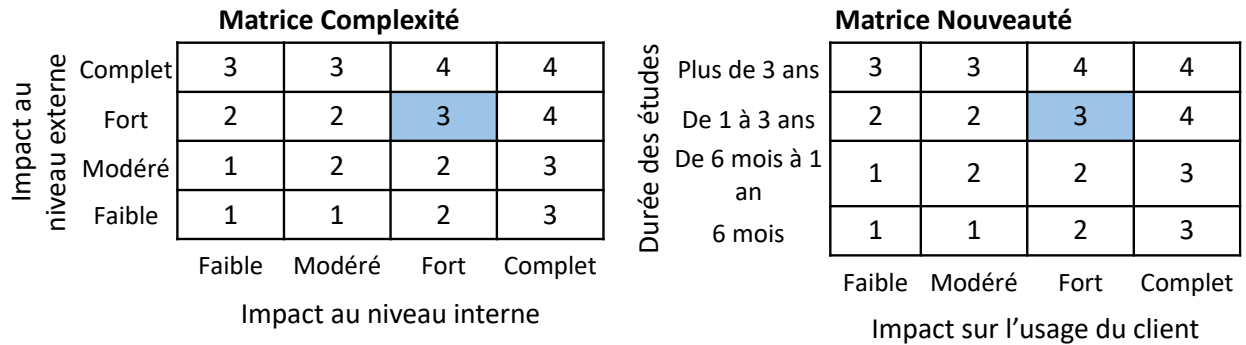 Matrice Complexité
Impact au
niveau externe
Complet 3 3 4 4
Fort 2 2 3 4
Modéré 1 2 2 3
Faible 1 1 2 3
Faible Modéré Fort Complet
Impact au niveau interne
Matrice Nouveauté
Durée des études
Plus de 3 ans 3 3 4 4
De 1 à 3 ans 2 2 3 4
De 6 mois à 1
an
1 2 2 3
6 mois 1 1 2 3
Faible Modéré Fort Complet
Impact sur l’usage du client